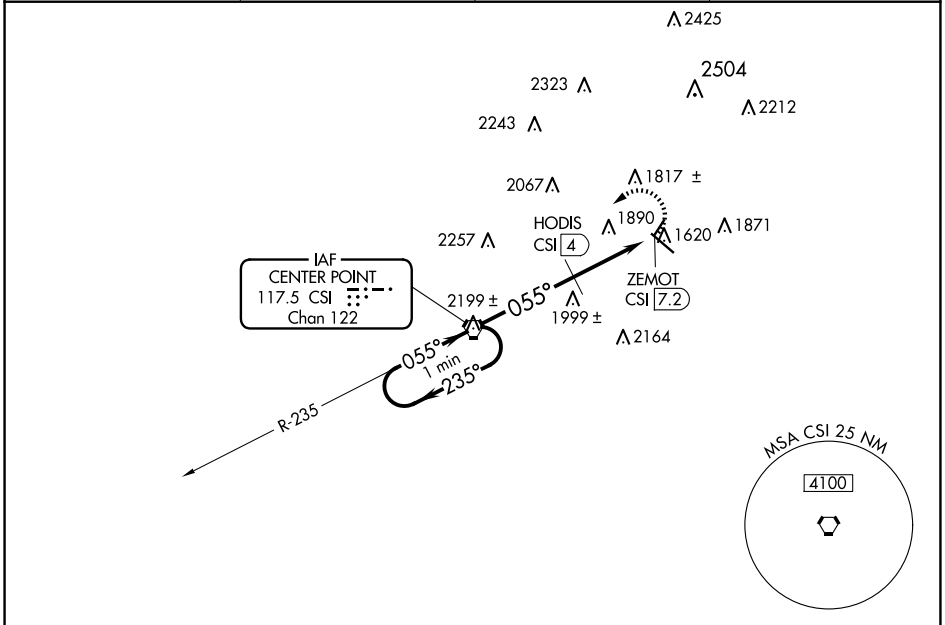 2425
2504
2323
2212
2243
2067
1817 ±
HODIS
CSI 4
1890
1620
1871
2257
IAF
CENTER POINT
117.5 CSI
Chan 122
2199 ±
055°
ZEMOT
CSI 7.2
1999 ±
2164
055°
1 min
235°
R-235
MSA CSI 25 NM
4100